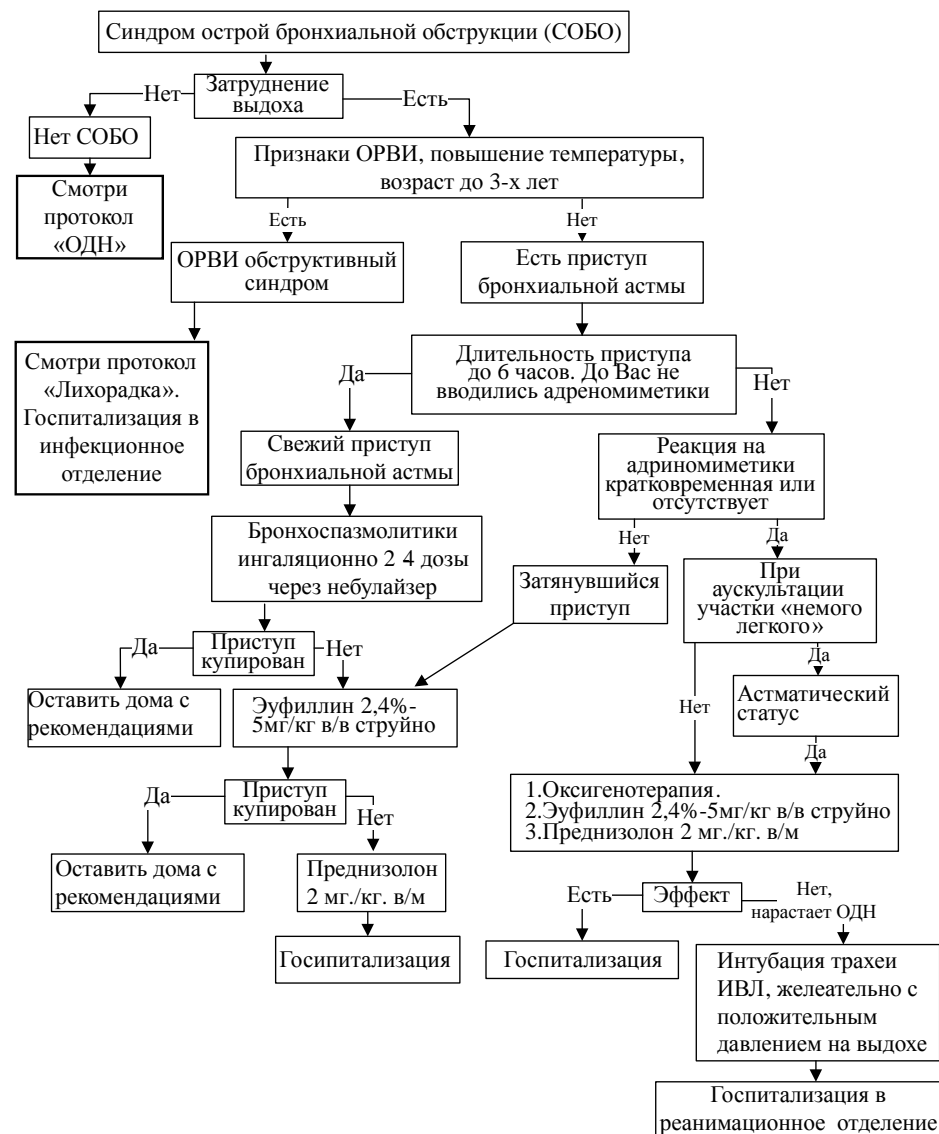 Синдром острой бронхиальной обструкции (СОБО)
Затруднение
выдоха
Нет
Есть
Нет СОБО
Смотри
протокол
«ОДН»
Признаки ОРВИ, повышение температуры,
возраст до 3-х лет
Есть
Нет
ОРВИ обструктивный
синдром
Есть приступ
бронхиальной астмы
Смотри протокол
«Лихорадка».
Госпитализация в
инфекционное
отделение
Длительность приступа
до 6 часов. До Вас не
вводились адреномиметики
Да
Нет
Свежий приступ
бронхиальной астмы
Реакция на
адриномиметики
кратковременная или
отсутствует
Бронхоспазмолитики
ингаляционно 2 4 дозы
через небулайзер
Нет
Да
Затянувшийся
приступ
При
аускультации
участки «немого
легкого»
Да
Приступ
купирован
Нет
Да
Оставить дома с
рекомендациями
Эуфиллин 2,4%-
5мг/кг в/в струйно
Нет
Астматический
статус
Да
Да
Приступ
купирован
Нет
1.Оксигенотерапия.
2.Эуфиллин 2,4%-5мг/кг в/в струйно
3.Преднизолон 2 мг./кг. в/м
Оставить дома с
рекомендациями
Преднизолон
2 мг./кг. в/м
Есть
Эффект
Нет,
нарастает ОДН
Госипитализация
Госпитализация
Интубация трахеи
ИВЛ, желеательно с
положительным
давлением на выдохе
Госпитализация в
реанимационное отделение